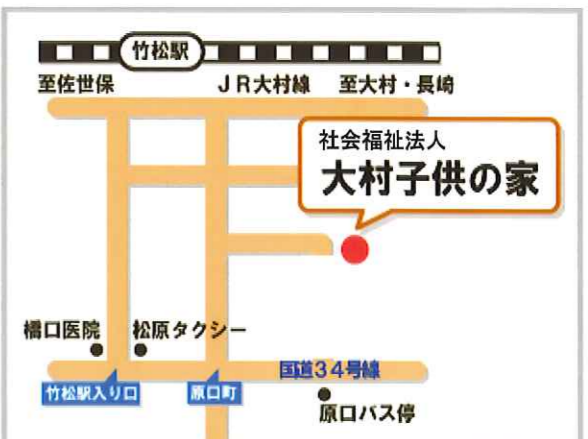 竹松駅
至佐世保
JR大村線
至大村・長崎
社会福祉法人
大村子供の家
橋口医院
松原タクシー
国道34号線
竹松駅入り口
原口町
原口バス停